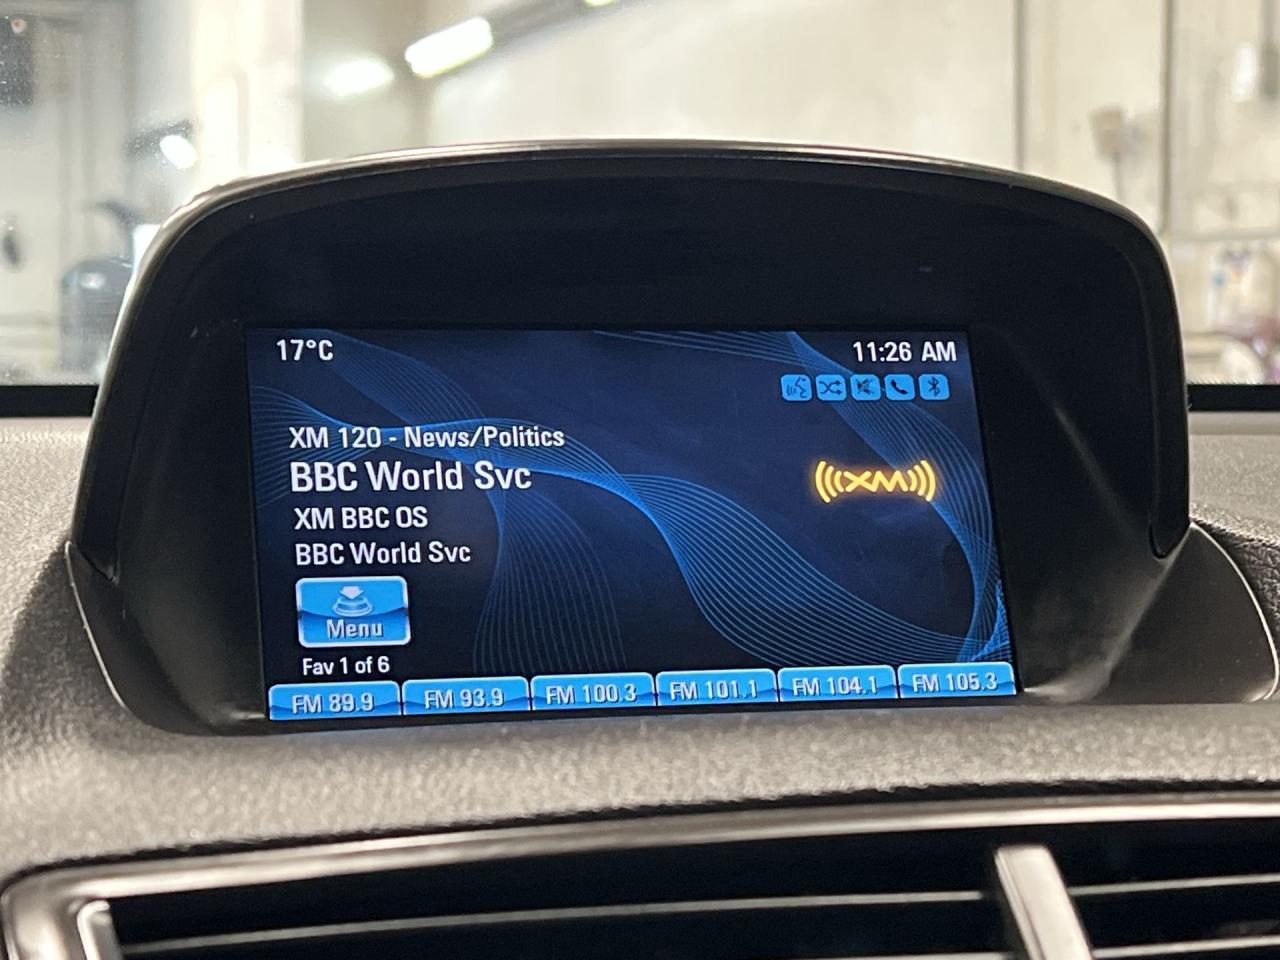 17°C
11:26 AM
XM 120 - News/Politics
BBC World Svc
XM
XM BBC OS
BBC World Svc
Menu
Fav 1 of 6
FM 89.9
FM 93.9
FM 100.3
FM 101.1
FM 104.1
FM 105.3